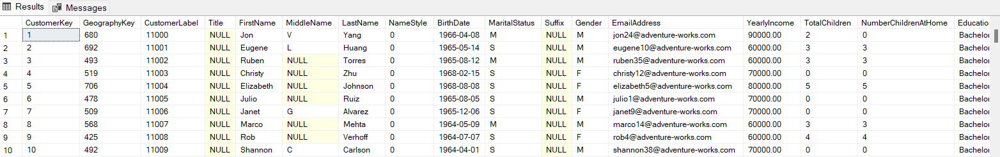 Results Messages
CustomerKey GeographyKey CustomerLabel Title FirstName MiddleName LastName NameStyle BirthDate MaritalStatus Suffix Gender EmailAddress YearlyIncome TotalChildren NumberChildrenAtHome Educatio
1 1 680 11000 NULL Jon V Yang 0 1966-04-08 M NULL M jon24@adventure-works.com 90000.00 2 0 Bachelor
2 2 692 11001 NULL Eugene L Huang 0 1965-05-14 S NULL M eugene10@adventure-works.com 60000.00 3 3 Bachelor
3 3 493 11002 NULL Ruben NULL Torres 0 1965-08-12 M NULL M ruben35@adventure-works.com 60000.00 3 3 Bachelor
4 4 519 11003 NULL Christy NULL Zhu 0 1968-02-15 S NULL F christy12@adventure-works.com 70000.00 0 0 Bachelor
5 5 706 11004 NULL Elizabeth NULL Johnson 0 1968-08-08 S NULL F elizabeth5@adventure-works.com 80000.00 5 5 Bachelor
6 6 478 11005 NULL Julio NULL Ruiz 0 1965-08-05 S NULL M julio1@adventure-works.com 70000.00 0 0 Bachelor
7 7 509 11006 NULL Janet G Alvarez 0 1965-12-06 S NULL F janet9@adventure-works.com 70000.00 0 0 Bachelor
8 8 568 11007 NULL Marco NULL Mehta 0 1964-05-09 M NULL M marco14@adventure-works.com 60000.00 3 3 Bachelor
9 9 425 11008 NULL Rob NULL Verhoff 0 1964-07-07 S NULL F rob4@adventure-works.com 60000.00 4 4 Bachelor
10 10 492 11009 NULL Shannon C Carlson 0 1964-04-01 S NULL M shannon38@adventure-works.com 70000.00 0 0 Bachelor